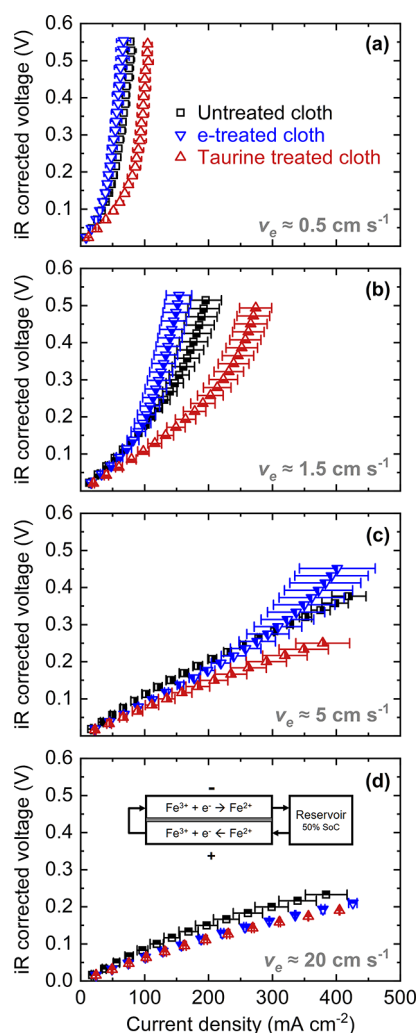 0.6
0.5
0.4
0.3
0.2
0.1
iR corrected voltage (V)
(a)
Untreated cloth
e-treated cloth
Taurine treated cloth
vₑ ≈ 0.5 cm s⁻¹
0.6
0.5
0.4
0.3
0.2
0.1
iR corrected voltage (V)
(b)
vₑ ≈ 1.5 cm s⁻¹
0.6
0.5
0.4
0.3
0.2
0.1
iR corrected voltage (V)
(c)
vₑ ≈ 5 cm s⁻¹
0.6
0.5
0.4
0.3
0.2
0.1
0.0
iR corrected voltage (V)
(d)
-
Fe³⁺ + e⁻ → Fe²⁺
Fe³⁺ + e⁻ ← Fe²⁺
+
Reservoir
50% SoC
vₑ ≈ 20 cm s⁻¹
0 100 200 300 400 500
Current density (mA cm⁻²)